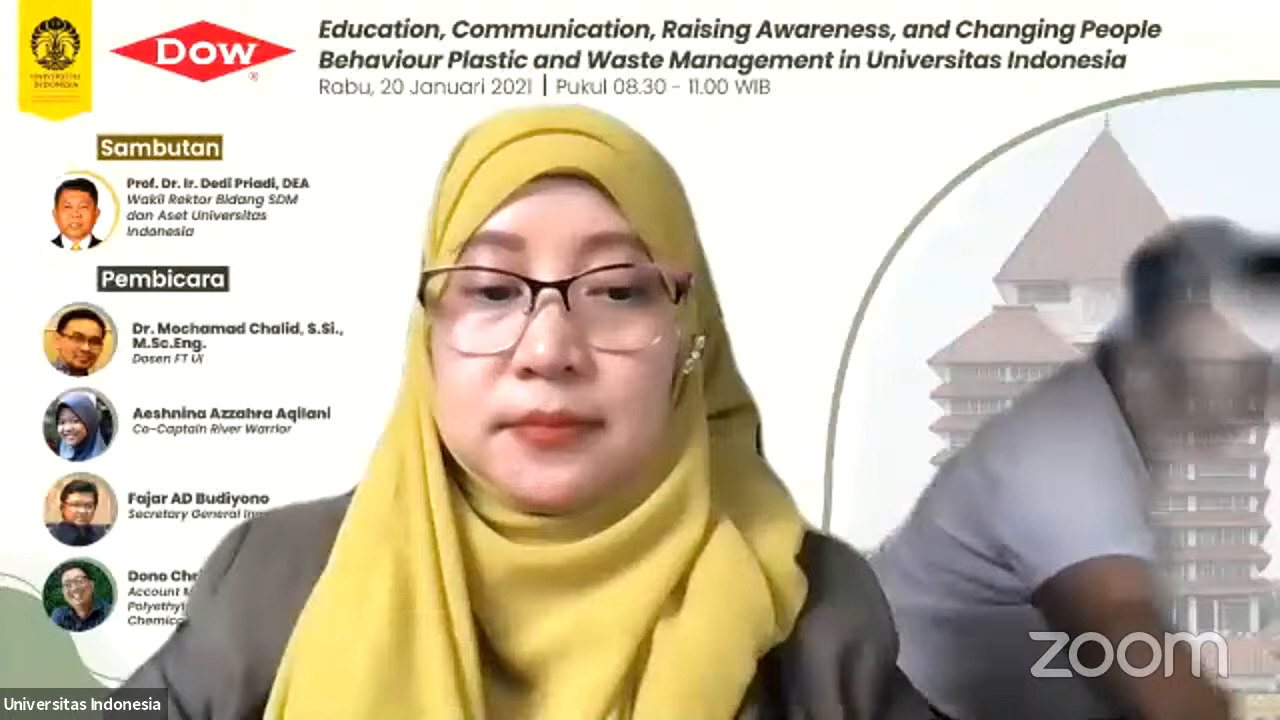 UNIVERSITAS
INDONESIA
DOW
Education, Communication, Raising Awareness, and Changing People
Behaviour Plastic and Waste Management in Universitas Indonesia
Rabu, 20 Januari 2021 | Pukul 08.30 - 11.00 WIB
Sambutan
Prof. Dr. Ir. Dedi Priadi, DEA
Wakil Rektor Bidang SDM
dan Aset Universitas
Indonesia
Pembicara
Dr. Mochamad Chalid, S.Si.,
M.Sc.Eng.
Dosen FT UI
Aeshnina Azzahra Aqilani
Co-Captain River Warrior
Fajar AD Budiyono
Secretary General
Dono
Account
zoom
Universitas Indonesia